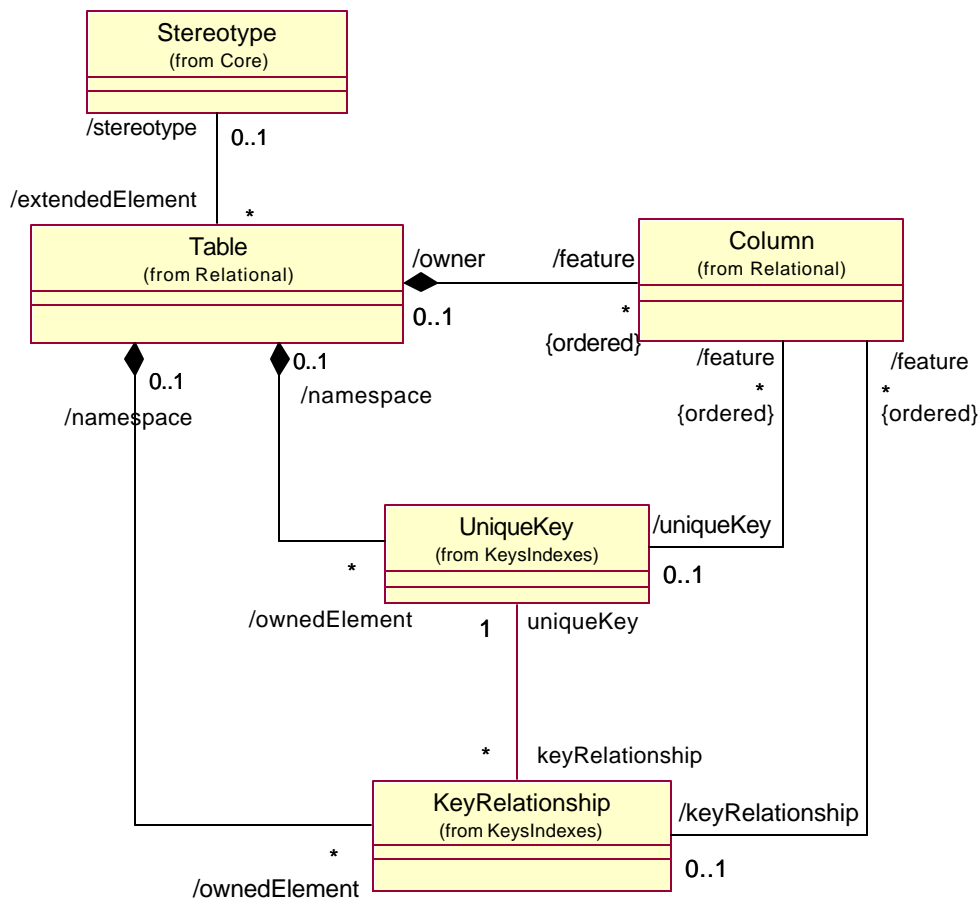 Stereotype
(from Core)
/stereotype
0..1
/extendedElement
*
Table
(from Relational)
/owner
/feature
Column
(from Relational)
0..1
*
{ordered}
0..1
/namespace
0..1
/namespace
/feature
*
{ordered}
/feature
*
{ordered}
UniqueKey
(from KeysIndexes)
/uniqueKey
0..1
*
/ownedElement
1
uniqueKey
*
keyRelationship
KeyRelationship
(from KeysIndexes)
/keyRelationship
0..1
*
/ownedElement